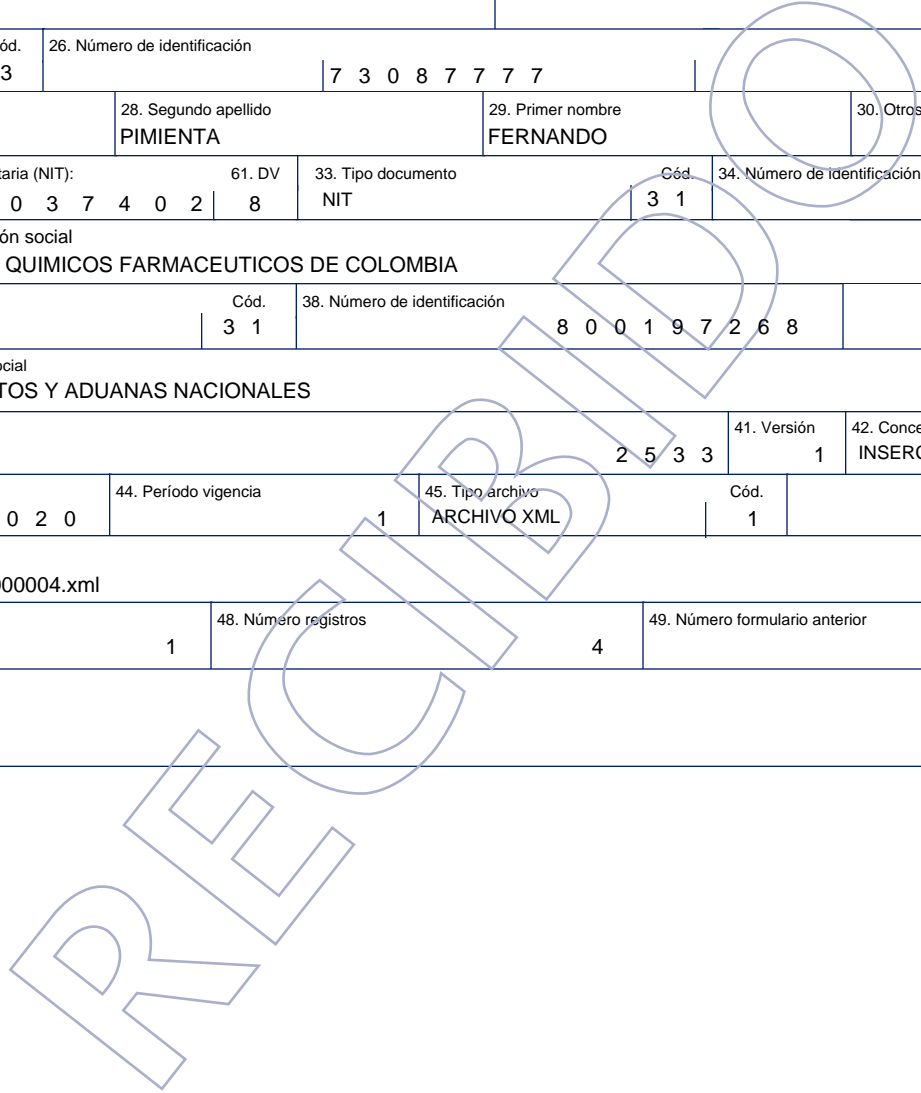 ód. 26. Número de identificación
3 7 3 0 8 7 7 7 7
28. Segundo apellido 29. Primer nombre 30. Otros
PIMIENTA FERNANDO
taria (NIT): 61. DV 33. Tipo documento Cód. 34. Número de identificación
0 3 7 4 0 2 8 NIT 3 1
ón social
QUIMICOS FARMACEUTICOS DE COLOMBIA
Cód. 38. Número de identificación
3 1 8 0 0 1 9 7 2 6 8
ocial
TOS Y ADUANAS NACIONALES
41. Versión 42. Conce
2 5 3 3 1 INSERC
44. Período vigencia 45. Tipo archivo Cód.
0 2 0 1 ARCHIVO XML 1
000004.xml
48. Número registros 49. Número formulario anterior
1 4
RECIBIDO